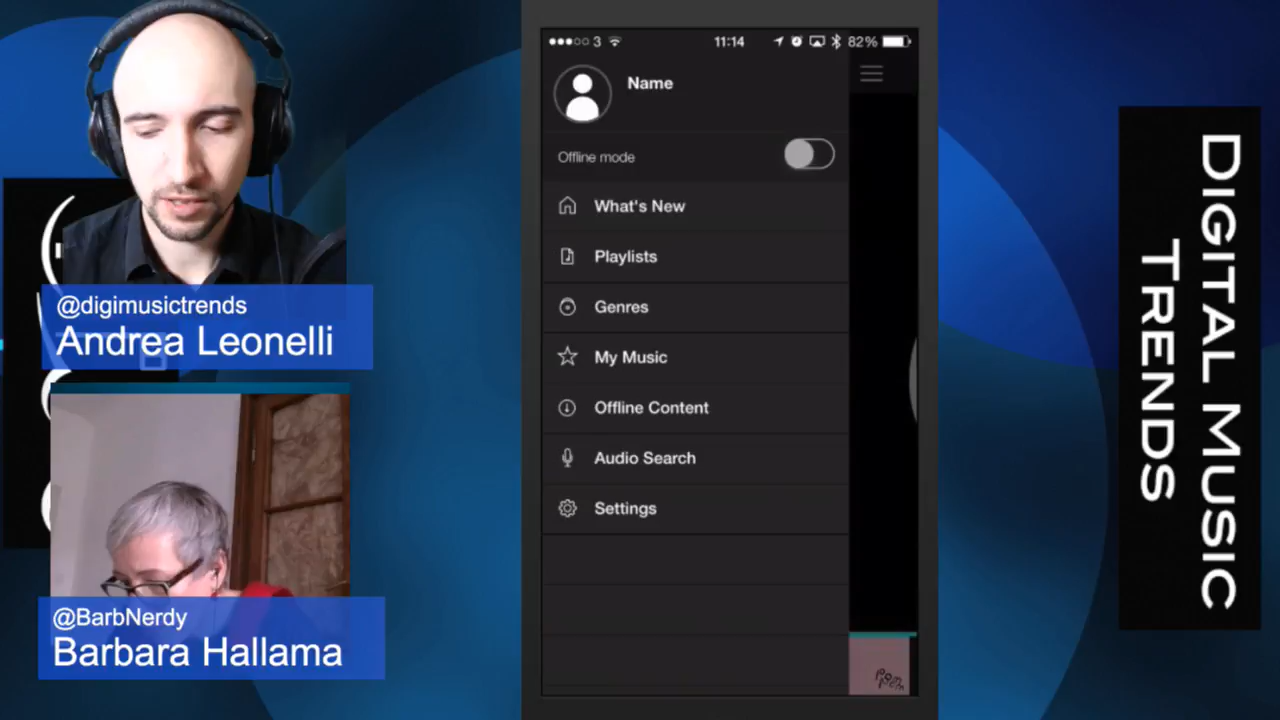 @digimusictrends
Andrea Leonelli
@BarbNerdy
Barbara Hallama
3 11:14 82%
Name
Offline mode
What's New
Playlists
Genres
My Music
Offline Content
Audio Search
Settings
DIGITAL MUSIC
TRENDS